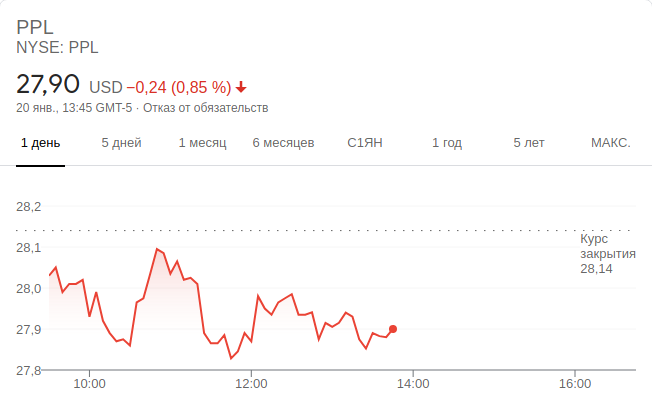 PPL
NYSE: PPL
27,90 USD −0,24 (0,85 %)
20 янв., 13:45 GMT-5 · Отказ от обязательств
1 день 5 дней 1 месяц 6 месяцев С1ЯН 1 год 5 лет МАКС.
28,2
28,1
28,0
27,9
27,8
Курс
закрытия
28,14
10:00 12:00 14:00 16:00